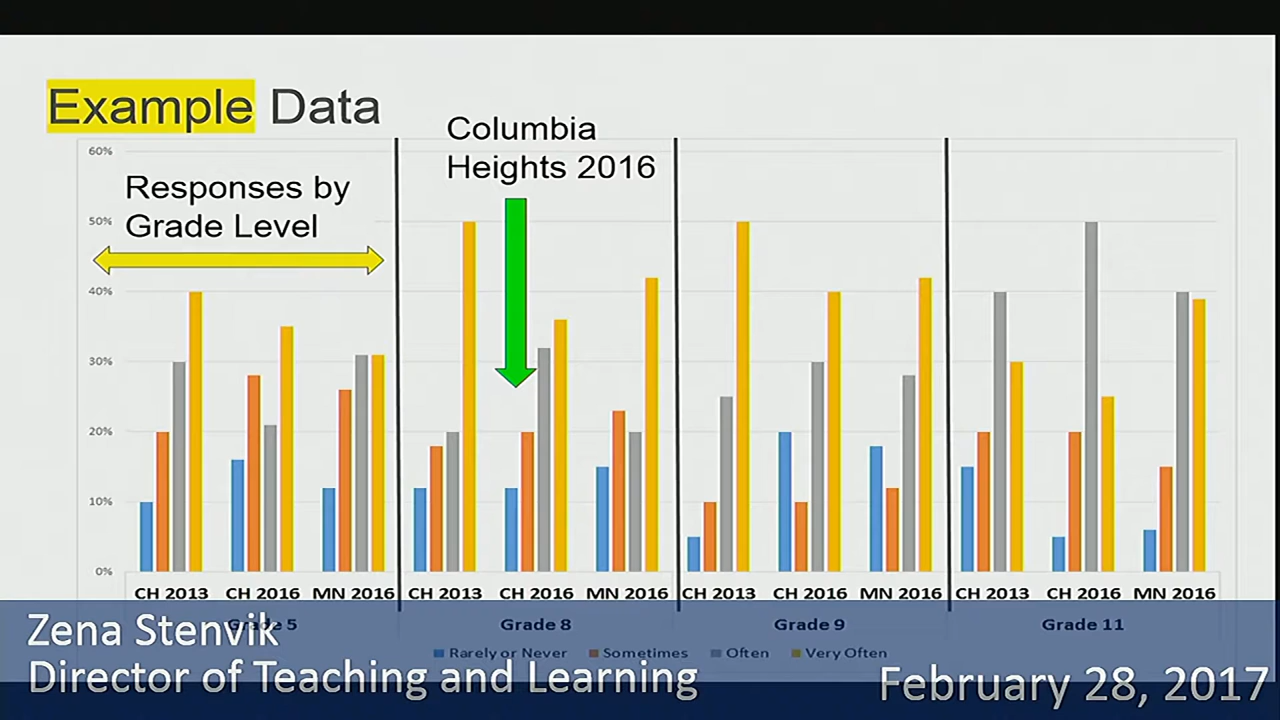 Example Data
Columbia
Heights 2016
Responses by
Grade Level
60%
50%
40%
30%
20%
10%
0%
CH 2013 CH 2016 MN 2016 CH 2013 CH 2016 MN 2016 CH 2013 CH 2016 MN 2016 CH 2013 CH 2016 MN 2016
Grade 5 Grade 8 Grade 9 Grade 11
Rarely or Never Sometimes Often Very Often
Zena Stenvik
Director of Teaching and Learning
February 28, 2017